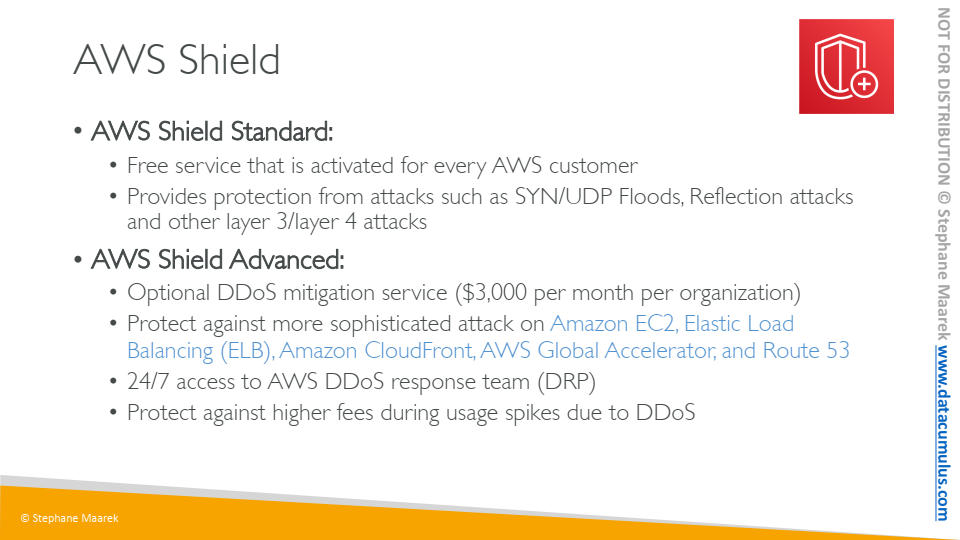 AWS Shield
• AWS Shield Standard:
• Free service that is activated for every AWS customer
• Provides protection from attacks such as SYN/UDP Floods, Reflection attacks
and other layer 3/layer 4 attacks
• AWS Shield Advanced:
• Optional DDoS mitigation service ($3,000 per month per organization)
• Protect against more sophisticated attack on Amazon EC2, Elastic Load
Balancing (ELB), Amazon CloudFront, AWS Global Accelerator, and Route 53
• 24/7 access to AWS DDoS response team (DRP)
• Protect against higher fees during usage spikes due to DDoS
© Stephane Maarek
NOT FOR DISTRIBUTION © Stephane Maarek www.datacumulus.com